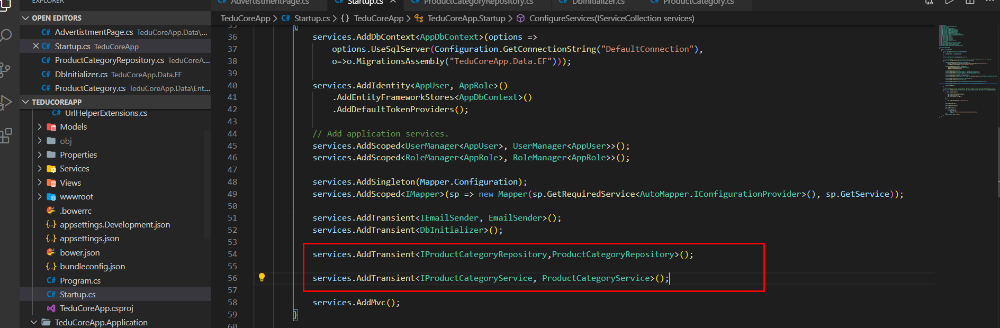 EXPLORER
OPEN EDITORS
C# AdvertistmentPage.cs TeduCoreApp.Data\...
C# Startup.cs TeduCoreApp
C# ProductCategoryRepository.cs TeduCoreA...
C# DbInitializer.cs TeduCoreApp.Data.EF
C# ProductCategory.cs TeduCoreApp.Data\Ent...
TEDUCOREAPP
C# UrlHelperExtensions.cs
Models
obj
Properties
Services
Views
wwwroot
.bowerrc
{..} appsettings.Development.json
{..} appsettings.json
bower.json
{..} bundleconfig.json
C# Program.cs
C# Startup.cs
TeduCoreApp.csproj
TeduCoreApp.Application
C# AdvertistmentPage.cs C# Startup.cs C# ProductCategoryRepository.cs C# DbInitializer.cs C# ProductCategory.cs
TeduCoreApp > C# Startup.cs > {} TeduCoreApp > TeduCoreApp.Startup > ConfigureServices(IServiceCollection services)
35 {
36 services.AddDbContext<AppDbContext>(options =>
37 options.UseSqlServer(Configuration.GetConnectionString("DefaultConnection"),
38 o=>o.MigrationsAssembly("TeduCoreApp.Data.EF")));
39
40 services.AddIdentity<AppUser, AppRole>()
41 .AddEntityFrameworkStores<AppDbContext>()
42 .AddDefaultTokenProviders();
43
44 // Add application services.
45 services.AddScoped<UserManager<AppUser>, UserManager<AppUser>>();
46 services.AddScoped<RoleManager<AppRole>, RoleManager<AppRole>>();
47
48 services.AddSingleton(Mapper.Configuration);
49 services.AddScoped<IMapper>(sp => new Mapper(sp.GetRequiredService<AutoMapper.IConfigurationProvider>(), sp.GetService));
50
51 services.AddTransient<IEmailSender, EmailSender>();
52 services.AddTransient<DbInitializer>();
53
54 services.AddTransient<IProductCategoryRepository,ProductCategoryRepository>();
55
56 services.AddTransient<IProductCategoryService, ProductCategoryService>();
57
58 services.AddMvc();
59 }
60